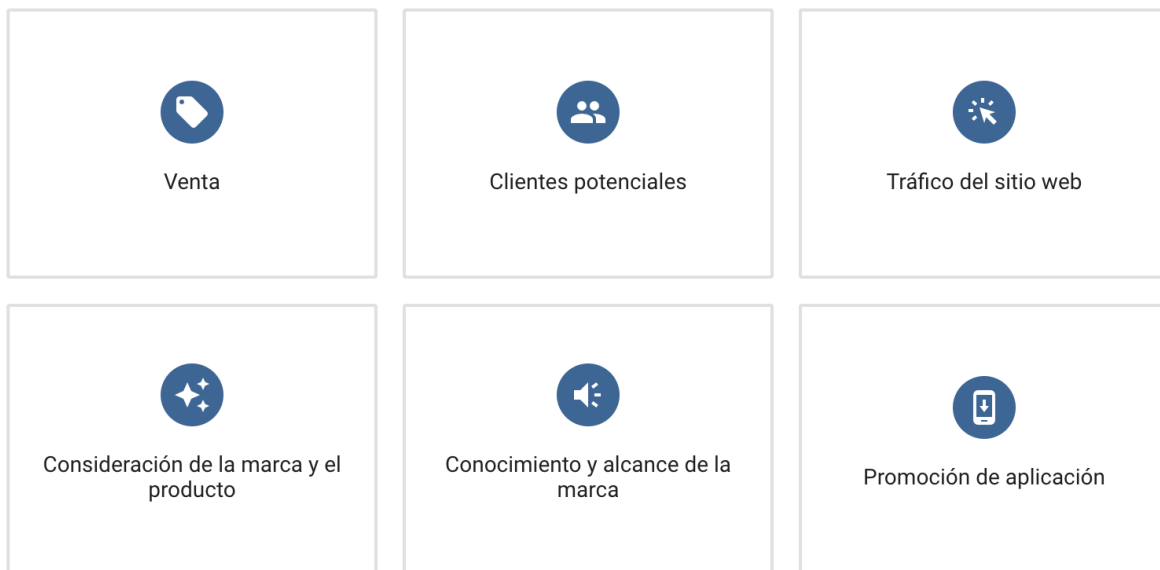 Venta
Clientes potenciales
Tráfico del sitio web
Consideración de la marca y el
producto
Conocimiento y alcance de la
marca
Promoción de aplicación